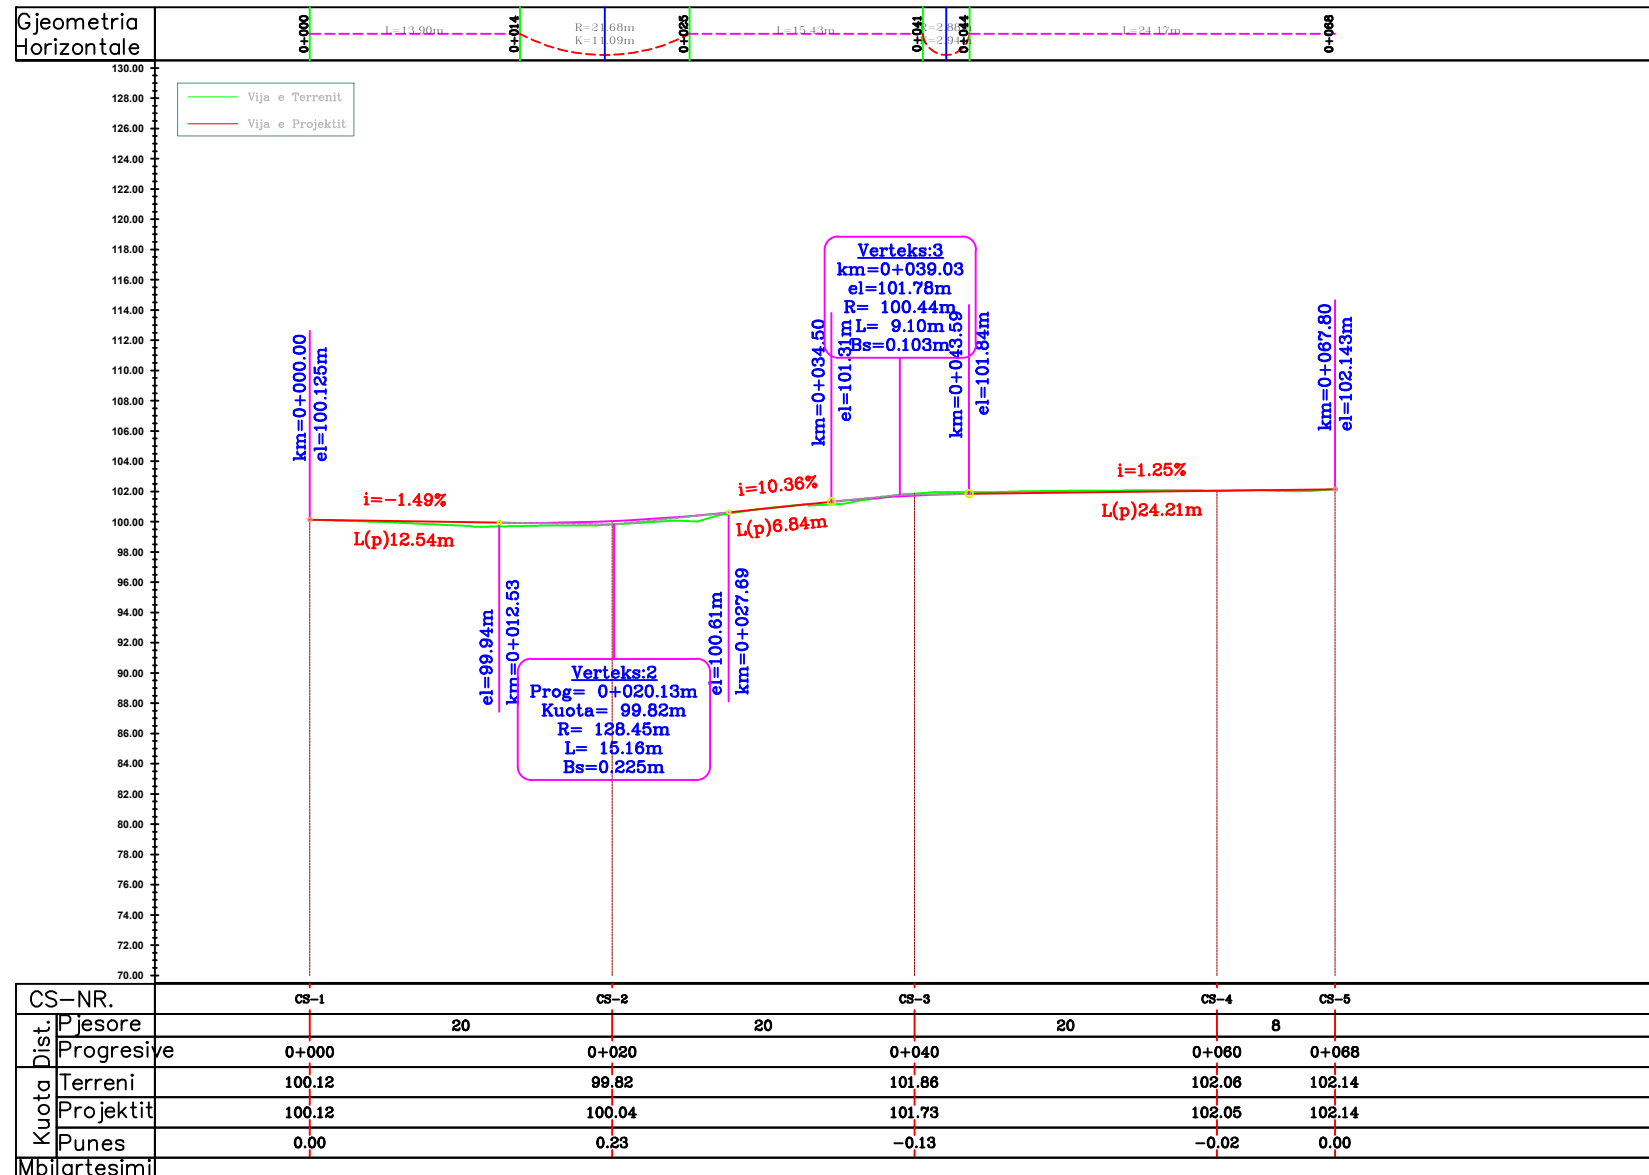 Gjeometria
Horizontale
0+000
L=13.90m
0+014
R=21.68m
K=11.09m
0+025
L=15.43m
0+041
0+044
L=24.17m
0+068
130.00
128.00
126.00
124.00
122.00
120.00
118.00
116.00
114.00
112.00
110.00
108.00
106.00
104.00
102.00
100.00
98.00
96.00
94.00
92.00
90.00
88.00
86.00
84.00
82.00
80.00
78.00
76.00
74.00
72.00
70.00
Vija e Terrenit
Vija e Projektit
km=0+000.00
el=100.125m
i=-1.49%
L(p)12.54m
el=99.94m
km=0+012.53
Verteks:2
Prog= 0+020.13m
Kuota= 99.82m
R= 128.45m
L= 15.16m
Bs=0.225m
el=100.61m
km=0+027.69
i=10.36%
L(p)6.84m
km=0+034.50
el=101.31m
Verteks:3
km=0+039.03
el=101.78m
R= 100.44m
L= 9.10m
Bs=0.103m
km=0+043.59
el=101.84m
i=1.25%
L(p)24.21m
km=0+067.80
el=102.143m
CS-NR. CS-1 CS-2 CS-3 CS-4 CS-5
Dist.
Pjesore 20 20 20 8
Progresive 0+000 0+020 0+040 0+060 0+068
Kuota
Terreni 100.12 99.82 101.86 102.06 102.14
Projektit 100.12 100.04 101.73 102.05 102.14
Punes 0.00 0.23 -0.13 -0.02 0.00
Mbilartesimi